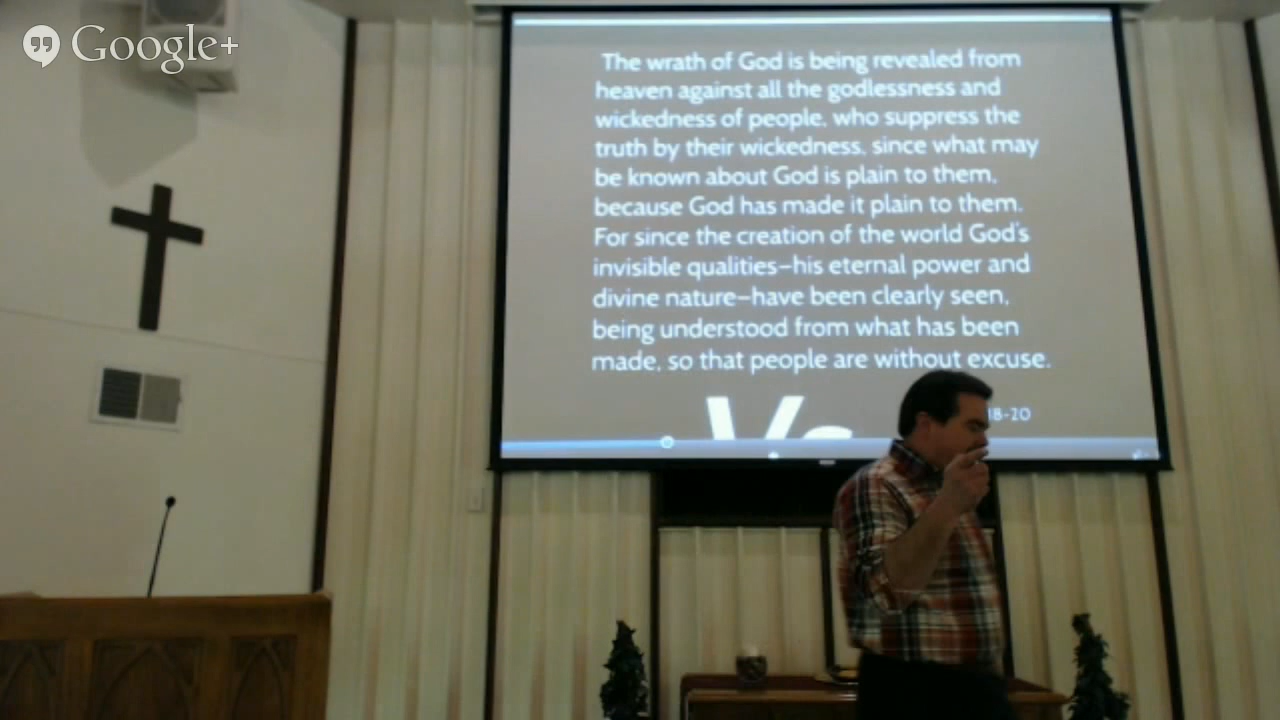 Google+
The wrath of God is being revealed from
heaven against all the godlessness and
wickedness of people, who suppress the
truth by their wickedness, since what may
be known about God is plain to them,
because God has made it plain to them.
For since the creation of the world God's
invisible qualities—his eternal power and
divine nature—have been clearly seen,
being understood from what has been
made, so that people are without excuse.
18-20
Vs